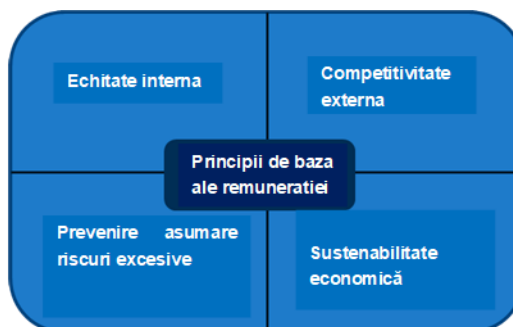 Echitate interna
Competitivitate
externa
Principii de baza
ale remuneratiei
Prevenire asumare
riscuri excesive
Sustenabilitate
economică